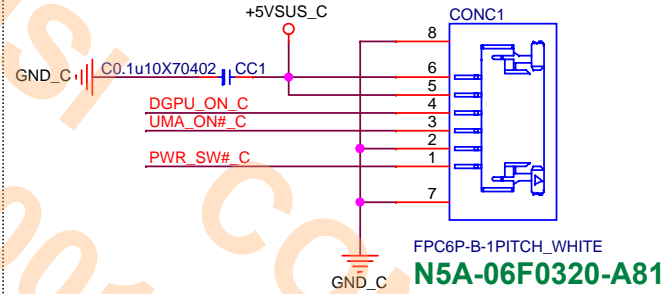 +5VSUS_C
CONC1
8
GND_C
C0.1u10X70402
CC1
6
5
DGPU_ON_C
4
UMA_ON#_C
3
2
PWR_SW#_C
1
7
FPC6P-B-1PITCH_WHITE
GND_C
N5A-06F0320-A81